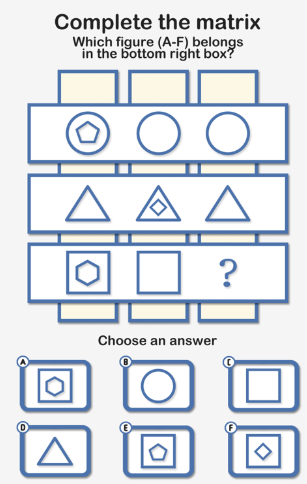 Complete the matrix
Which figure (A-F) belongs
in the bottom right box?
?
Choose an answer
A
B
C
D
E
F